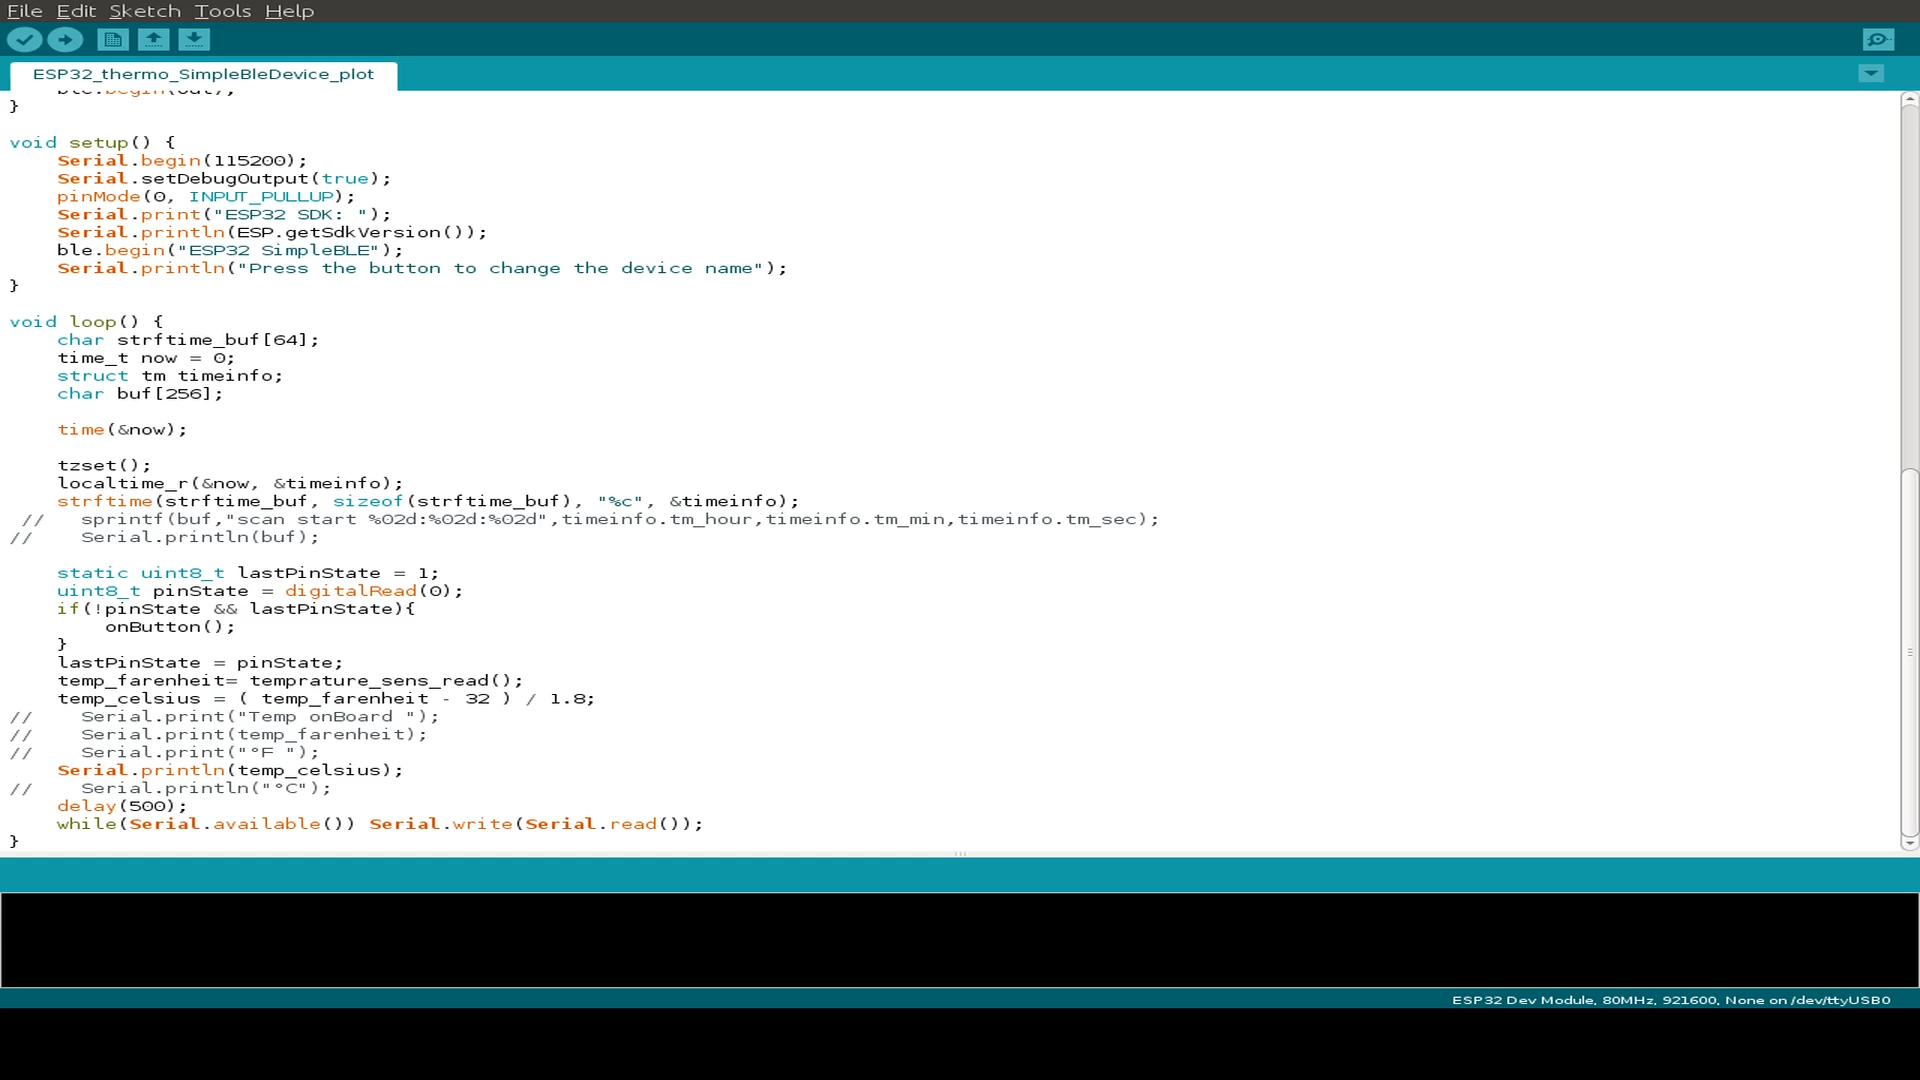 File Edit Sketch Tools Help
ESP32_thermo_SimpleBleDevice_plot
ble.begin(out);
}
void setup() {
Serial.begin(115200);
Serial.setDebugOutput(true);
pinMode(0, INPUT_PULLUP);
Serial.print("ESP32 SDK: ");
Serial.println(ESP.getSdkVersion());
ble.begin("ESP32 SimpleBLE");
Serial.println("Press the button to change the device name");
}
void loop() {
char strftime_buf[64];
time_t now = 0;
struct tm timeinfo;
char buf[256];
time(&now);
tzset();
localtime_r(&now, &timeinfo);
strftime(strftime_buf, sizeof(strftime_buf), "%c", &timeinfo);
// sprintf(buf,"scan start %02d:%02d:%02d",timeinfo.tm_hour,timeinfo.tm_min,timeinfo.tm_sec);
// Serial.println(buf);
static uint8_t lastPinState = 1;
uint8_t pinState = digitalRead(0);
if(!pinState && lastPinState){
onButton();
}
lastPinState = pinState;
temp_farenheit= temprature_sens_read();
temp_celsius = ( temp_farenheit - 32 ) / 1.8;
// Serial.print("Temp onBoard ");
// Serial.print(temp_farenheit);
// Serial.print("°F ");
Serial.println(temp_celsius);
// Serial.println("°C");
delay(500);
while(Serial.available()) Serial.write(Serial.read());
}
ESP32 Dev Module, 80MHz, 921600, None on /dev/ttyUSB0